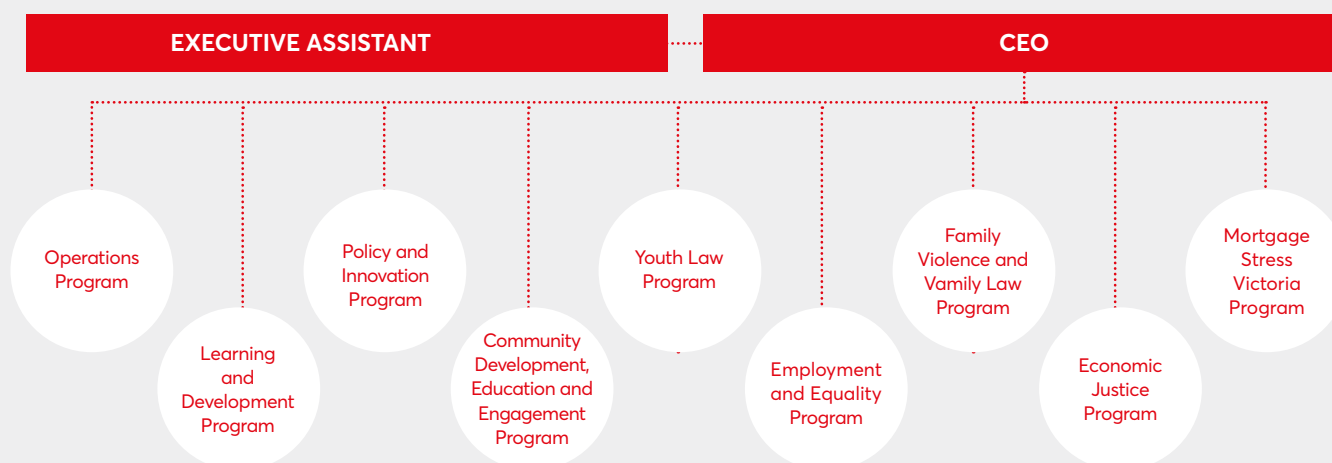 EXECUTIVE ASSISTANT
CEO
Operations
Program
Learning
and
Development
Program
Policy and
Innovation
Program
Community
Development,
Education and
Engagement
Program
Youth Law
Program
Employment
and Equality
Program
Family
Violence and
Vamily Law
Program
Economic
Justice
Program
Mortgage
Stress
Victoria
Program